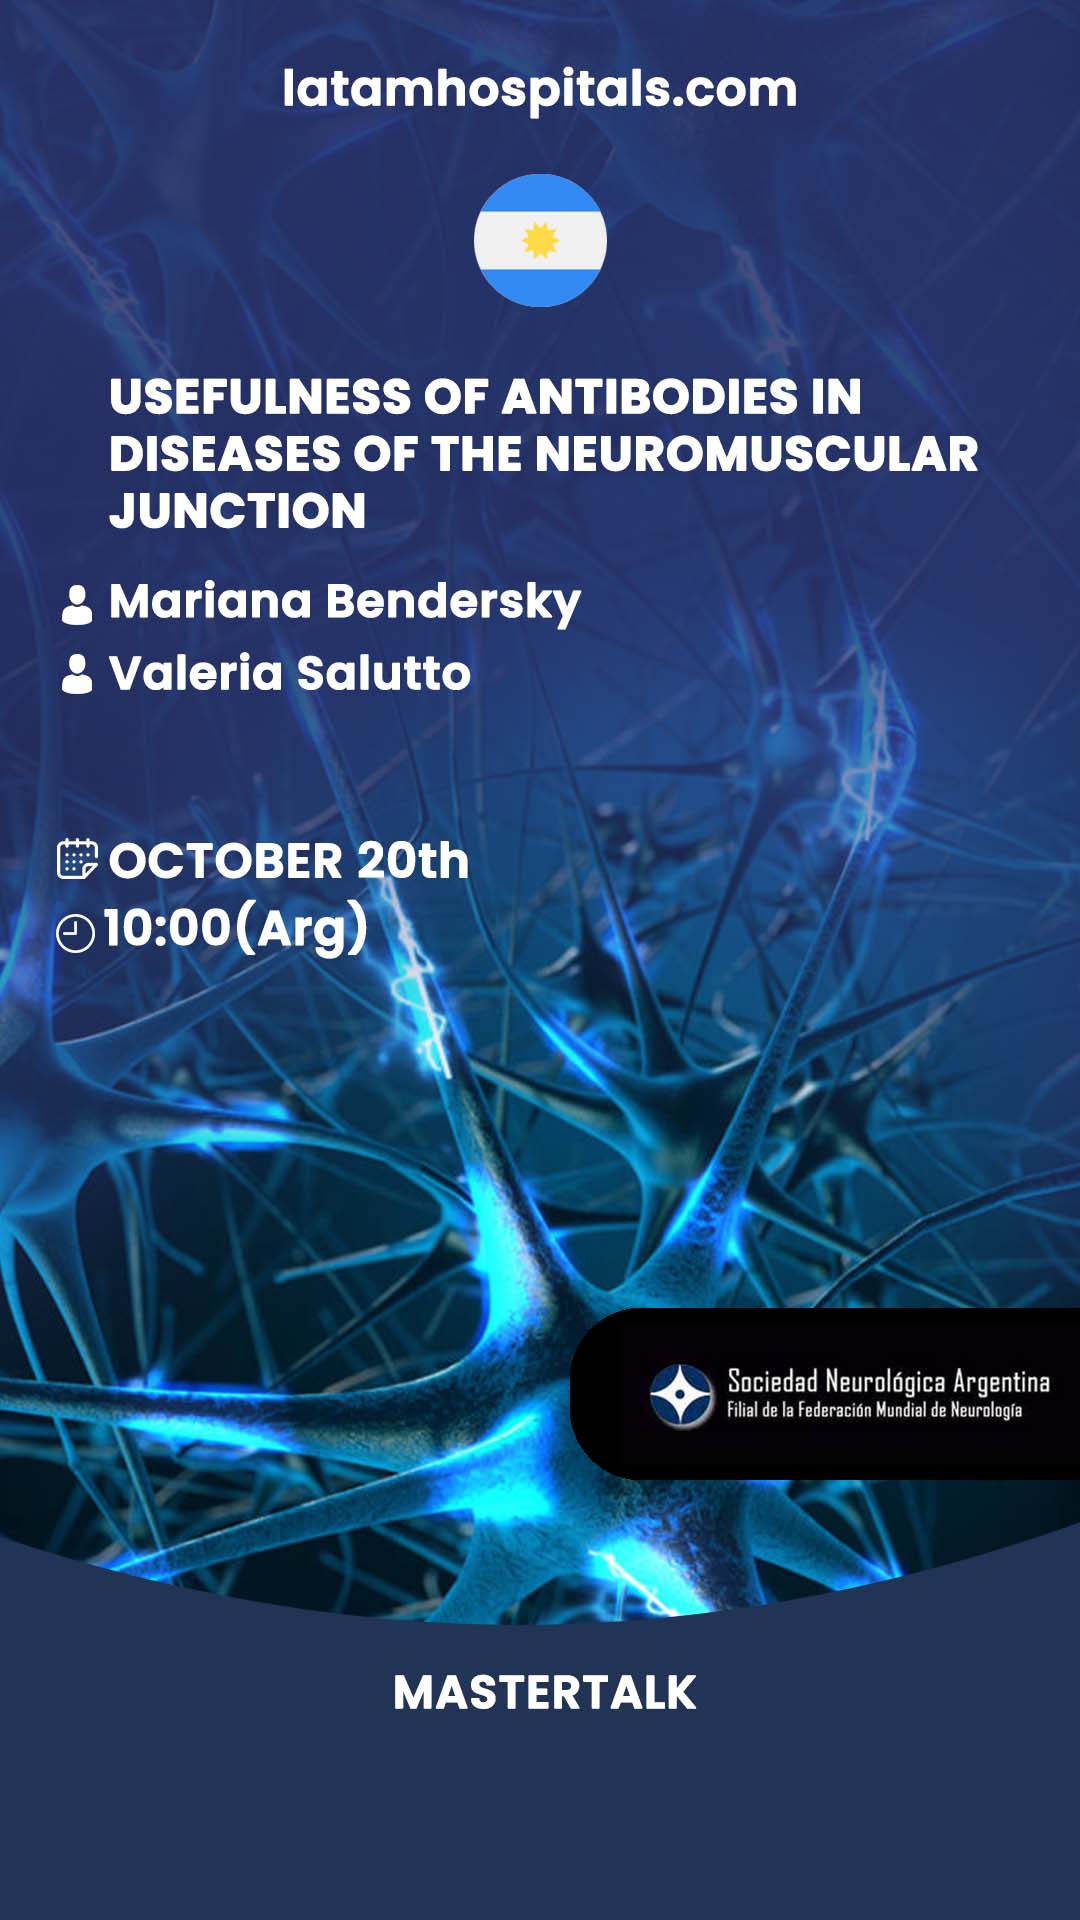 latamhospitals.com
USEFULNESS OF ANTIBODIES IN
DISEASES OF THE NEUROMUSCULAR
JUNCTION
Mariana Bendersky
Valeria Salutto
OCTOBER 20th
10:00(Arg)
Sociedad Neurológica Argentina
Filial de la Federación Mundial de Neurología
MASTERTALK